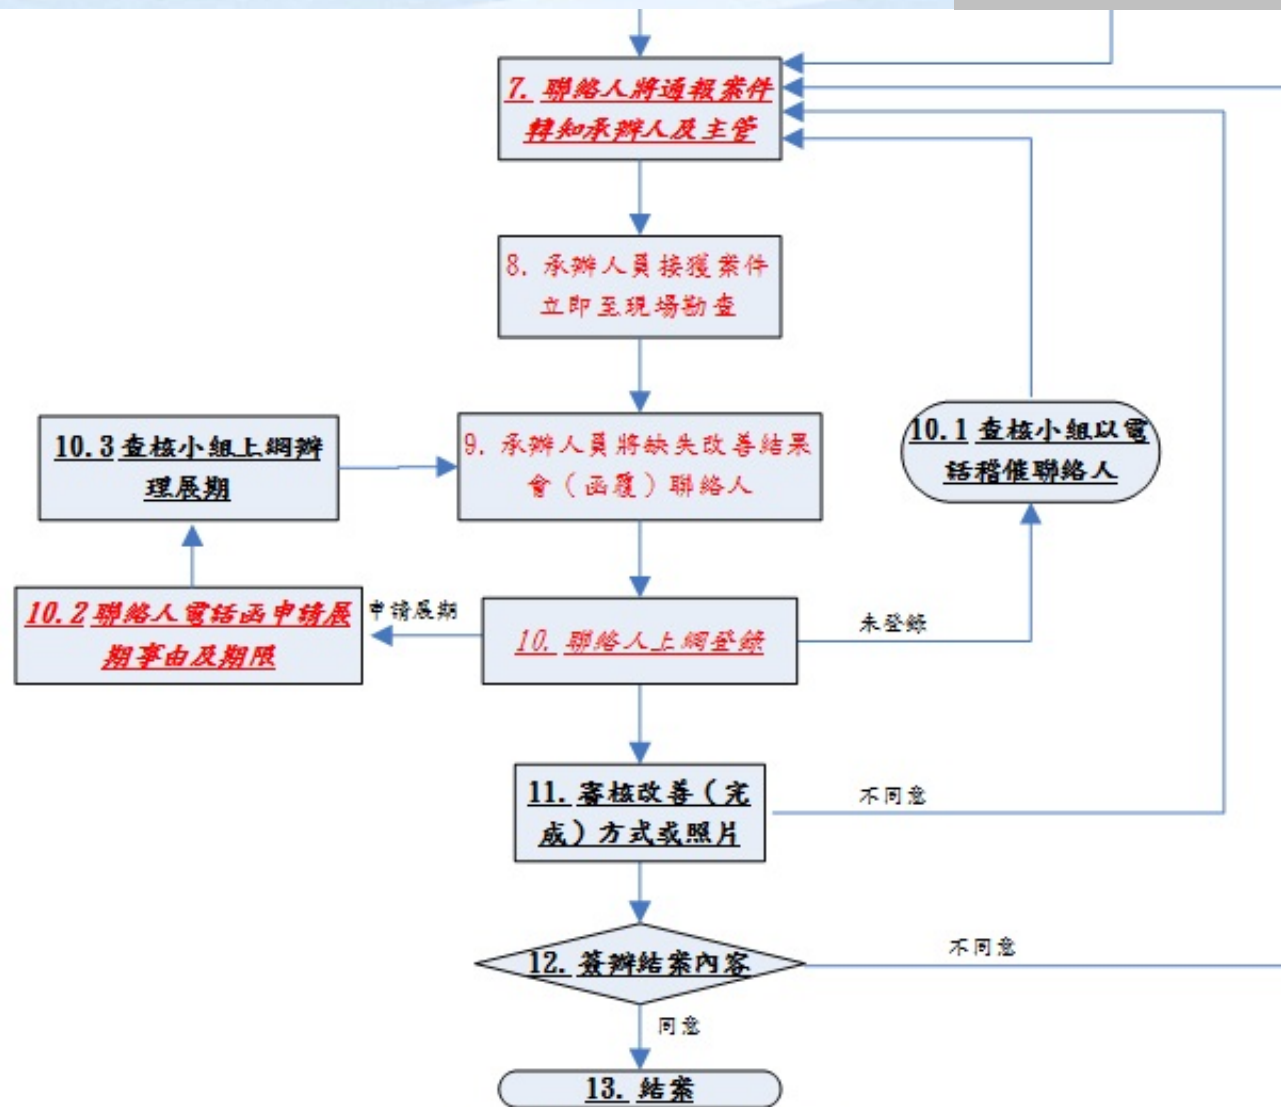 7. 聯絡人將通報案件
轉知承辦人及主管
8. 承辦人員接獲案件
立即至現場勘查
10.3 查核小組上網辦
理展期
9. 承辦人員將缺失改善結果
會（函覆）聯絡人
10.1 查核小組以電
話稽催聯絡人
10.2 聯絡人電話函申請展
期事由及期限
申請展期
10. 聯絡人上網登錄
未登錄
11. 審核改善（完
成）方式或照片
不同意
12. 簽辦結案內容
不同意
同意
13. 結案